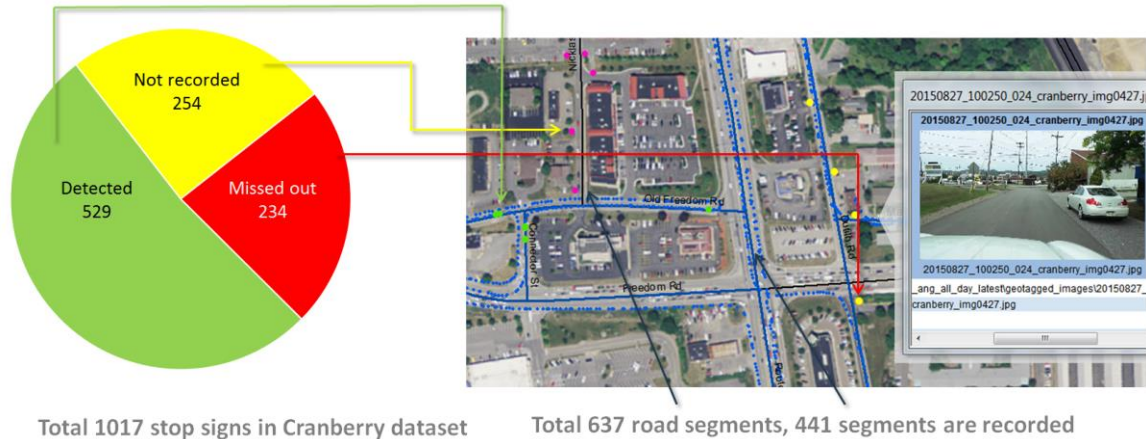 Not recorded
254
Detected
529
Missed out
234
Old Freedom Rd
Connector St
Freedom Rd
20150827_100250_024_cranberry_img0427.j
20150827_100250_024_cranberry_img0427.jpg
20150827_100250_024_cranberry_img0427.jpg
_ang_all_day_latest\geotagged_images\20150827_
cranberry_img0427.jpg
Total 1017 stop signs in Cranberry dataset
Total 637 road segments, 441 segments are recorded